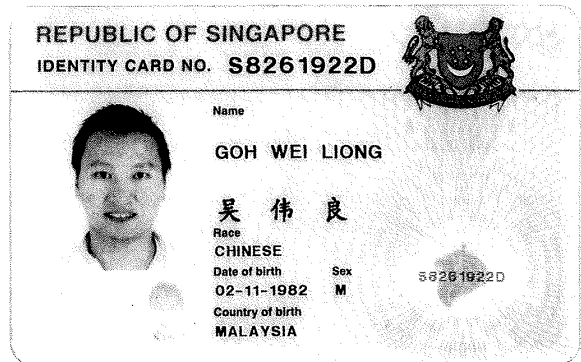 REPUBLIC OF SINGAPORE
IDENTITY CARD NO. S8261922D
Name
GOH WEI LIONG
吴 伟 良
Race
CHINESE
Date of birth Sex
02-11-1982 M
S8261922D
Country of birth
MALAYSIA